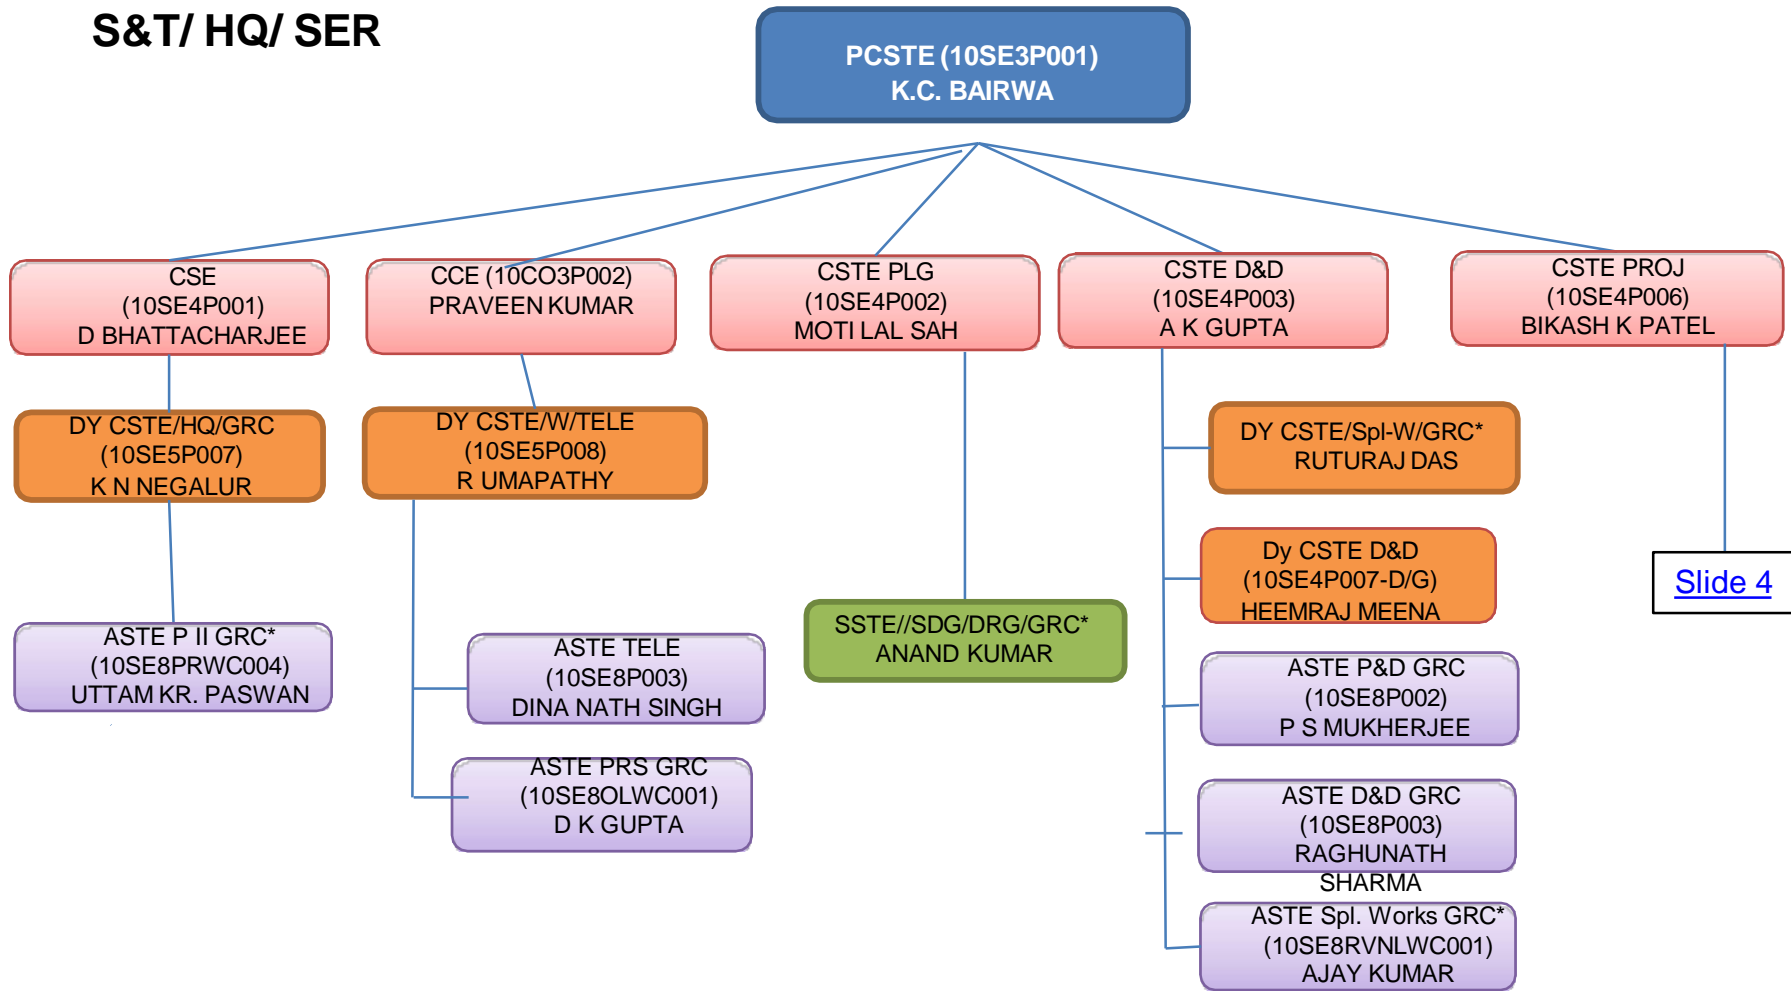 S&T/ HQ/ SER
PCSTE (10SE3P001)
K.C. BAIRWA
CSE
(10SE4P001)
D BHATTACHARJEE
CCE (10CO3P002)
PRAVEEN KUMAR
CSTE PLG
(10SE4P002)
MOTI LAL SAH
CSTE D&D
(10SE4P003)
A K GUPTA
CSTE PROJ
(10SE4P006)
BIKASH K PATEL
DY CSTE/HQ/GRC
(10SE5P007)
K N NEGALUR
DY CSTE/W/TELE
(10SE5P008)
R UMAPATHY
DY CSTE/Spl-W/GRC*
RUTURAJ DAS
Dy CSTE D&D
(10SE4P007-D/G)
HEEMRAJ MEENA
Slide 4
ASTE P II GRC*
(10SE8PRWC004)
UTTAM KR. PASWAN
ASTE TELE
(10SE8P003)
DINA NATH SINGH
SSTE//SDG/DRG/GRC*
ANAND KUMAR
ASTE P&D GRC
(10SE8P002)
P S MUKHERJEE
ASTE PRS GRC
(10SE8OLWC001)
D K GUPTA
ASTE D&D GRC
(10SE8P003)
RAGHUNATH
SHARMA
ASTE Spl. Works GRC*
(10SE8RVNLWC001)
AJAY KUMAR